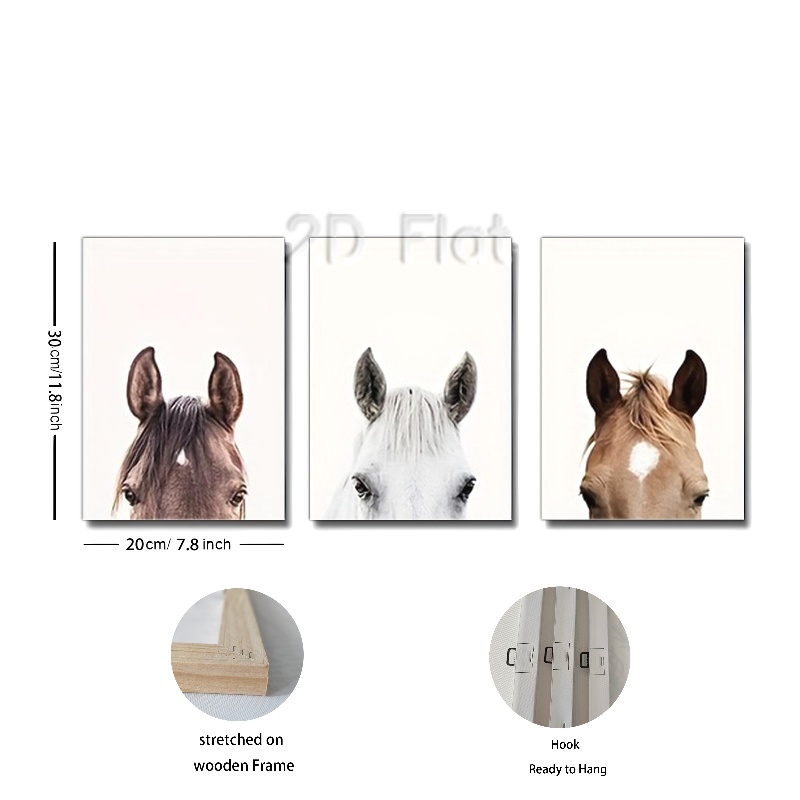 2D Flat
30cm/11.8inch
20cm/ 7.8 inch
stretched on
wooden Frame
Hook
Ready to Hang